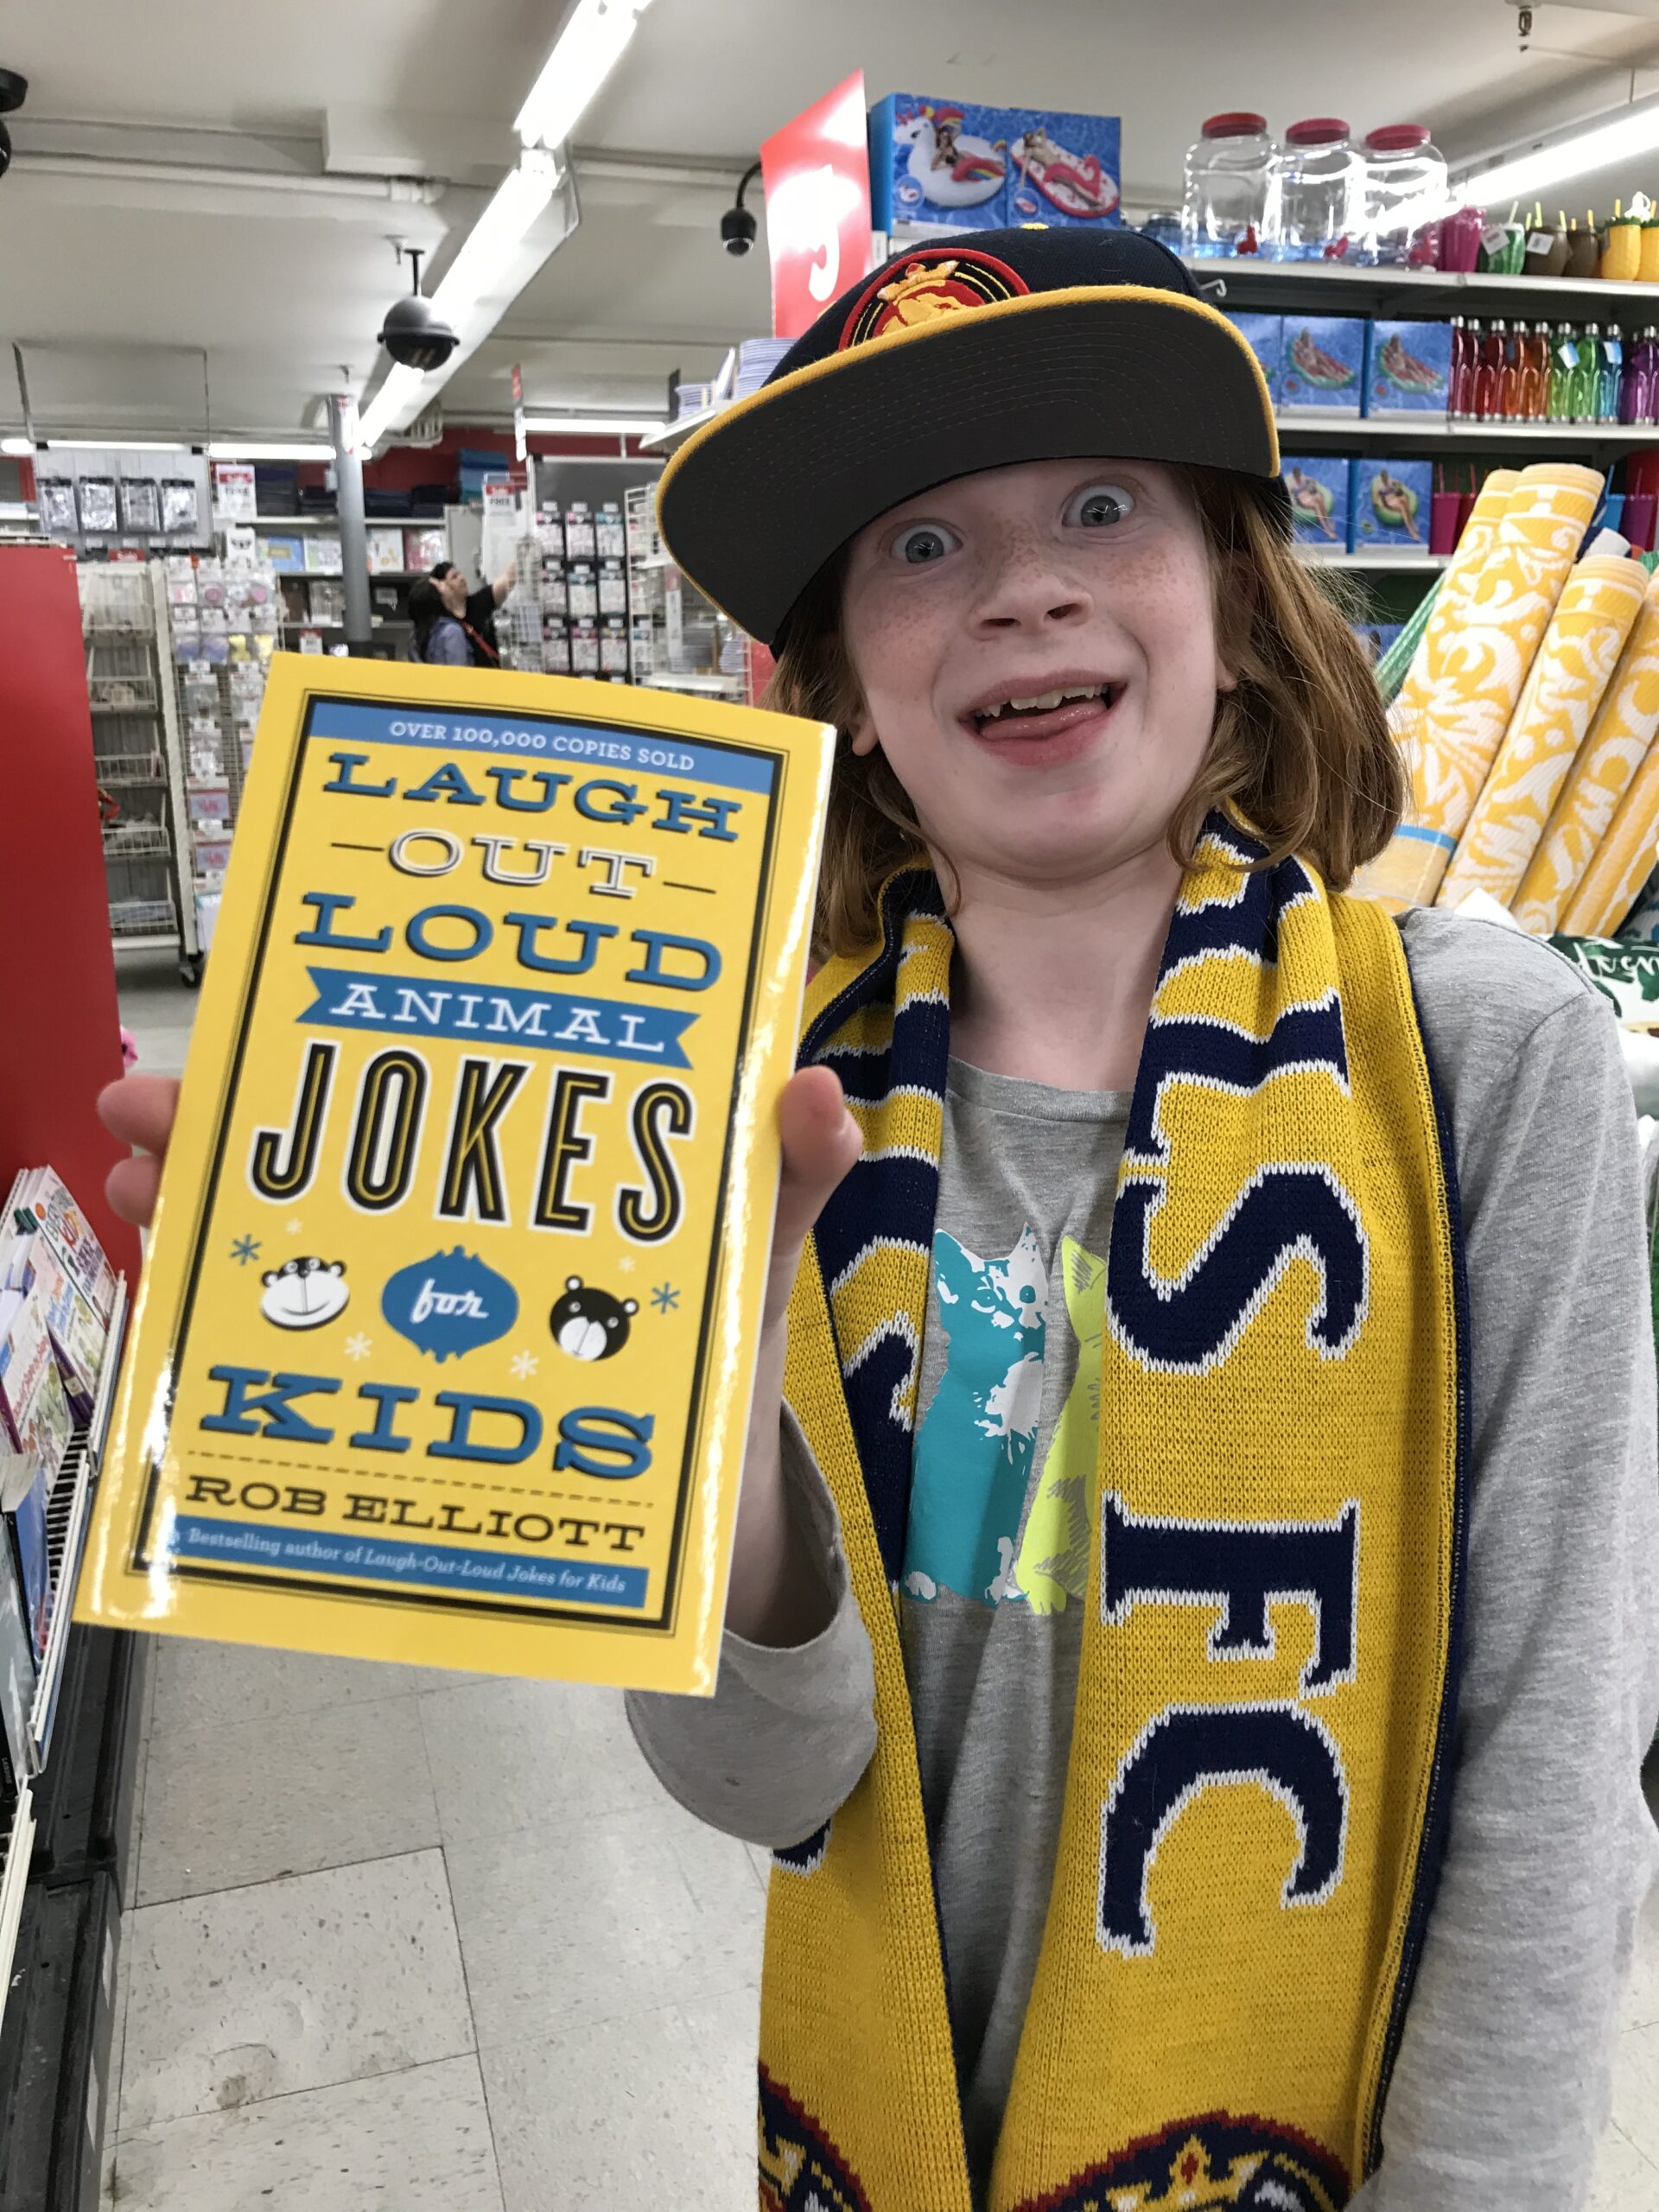 OVER 100,000 COPIES SOLD
LAUGH
OUT
LOUD
ANIMAL
JOKES
for
KIDS
ROB ELLIOTT
Bestselling author of Laugh-Out-Loud Jokes for Kids
S FC